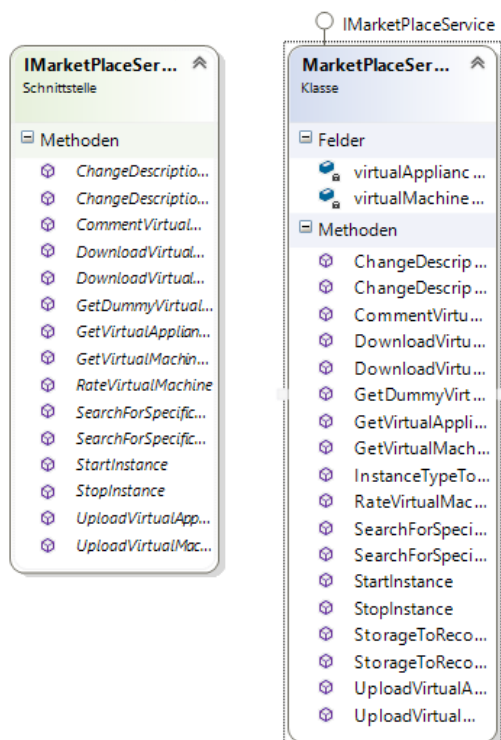 IMarketPlaceSer...
Schnittstelle
Methoden
ChangeDescriptio...
ChangeDescriptio...
CommentVirtual...
DownloadVirtual...
DownloadVirtual...
GetDummyVirtual...
GetVirtualApplian...
GetVirtualMachin...
RateVirtualMachine
SearchForSpecific...
SearchForSpecific...
StartInstance
StopInstance
UploadVirtualApp...
UploadVirtualMac...
IMarketPlaceService
MarketPlaceSer...
Klasse
Felder
virtualApplianc...
virtualMachine...
Methoden
ChangeDescrip...
ChangeDescrip...
CommentVirtu...
DownloadVirtu...
DownloadVirtu...
GetDummyVirt...
GetVirtualAppli...
GetVirtualMach...
InstanceTypeTo...
RateVirtualMac...
SearchForSpeci...
SearchForSpeci...
StartInstance
StopInstance
StorageToReco...
StorageToReco...
UploadVirtualA...
UploadVirtual...